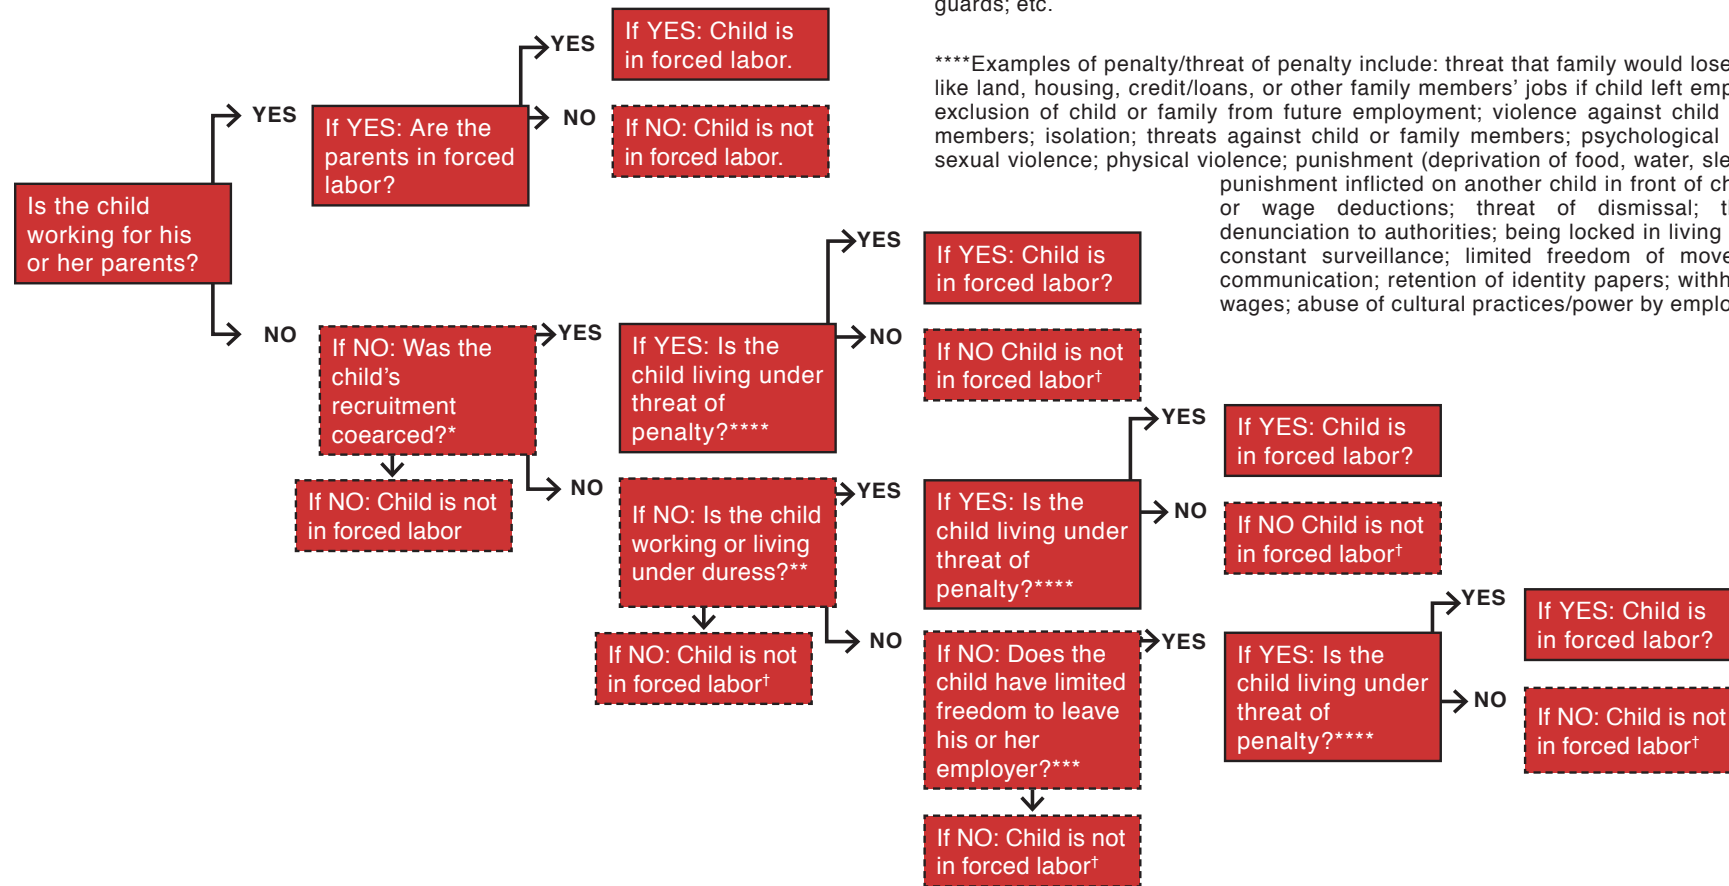 guards; etc.
****Examples of penalty/threat of penalty include: threat that family would lose
like land, housing, credit/loans, or other family members’ jobs if child left emp
exclusion of child or family from future employment; violence against child
members; isolation; threats against child or family members; psychological
sexual violence; physical violence; punishment (deprivation of food, water, sle
punishment inflicted on another child in front of ch
or wage deductions; threat of dismissal; th
denunciation to authorities; being locked in living
constant surveillance; limited freedom of move
communication; retention of identity papers; withh
wages; abuse of cultural practices/power by emplo
Is the child
working for his
or her parents?
YES
If YES: Are the
parents in forced
labor?
YES
If YES: Child is
in forced labor.
NO
If NO: Child is not
in forced labor.
NO
If NO: Was the
child’s
recruitment
coearced?*
If NO: Child is not
in forced labor
YES
If YES: Is the
child living under
threat of
penalty?****
YES
If YES: Child is
in forced labor?
NO
If NO Child is not
in forced labor†
NO
If NO: Is the child
working or living
under duress?**
If NO: Child is not
in forced labor†
YES
If YES: Is the
child living under
threat of
penalty?****
YES
If YES: Child is
in forced labor?
NO
If NO Child is not
in forced labor†
NO
If NO: Does the
child have limited
freedom to leave
his or her
employer?***
If NO: Child is not
in forced labor†
YES
If YES: Is the
child living under
threat of
penalty?****
YES
If YES: Child is
in forced labor?
NO
If NO: Child is not
in forced labor†